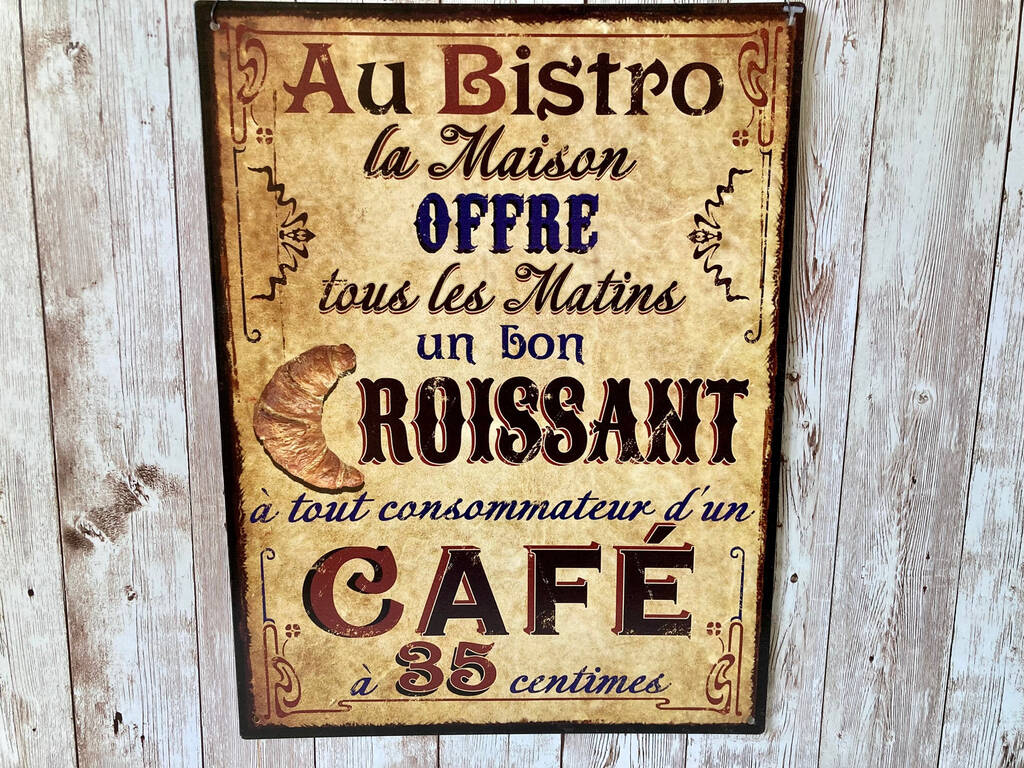 Au Bistro
la Maison
OFFRE
tous les Matins
un bon
CROISSANT
à tout consommateur d'un
CAFÉ
à 35 centimes